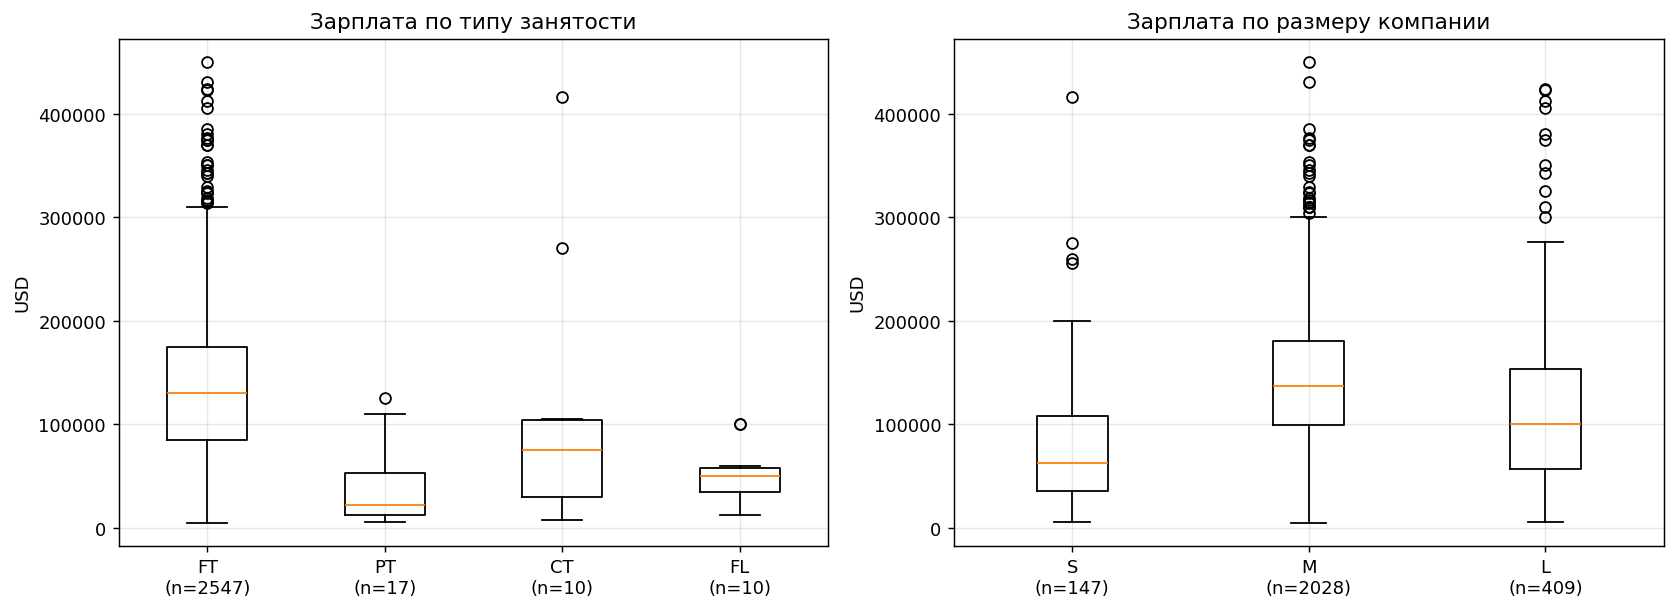 Зарплата по типу занятости
USD
400000
300000
200000
100000
0
FT
(n=2547)
PT
(n=17)
CT
(n=10)
FL
(n=10)
Зарплата по размеру компании
USD
400000
300000
200000
100000
0
S
(n=147)
M
(n=2028)
L
(n=409)